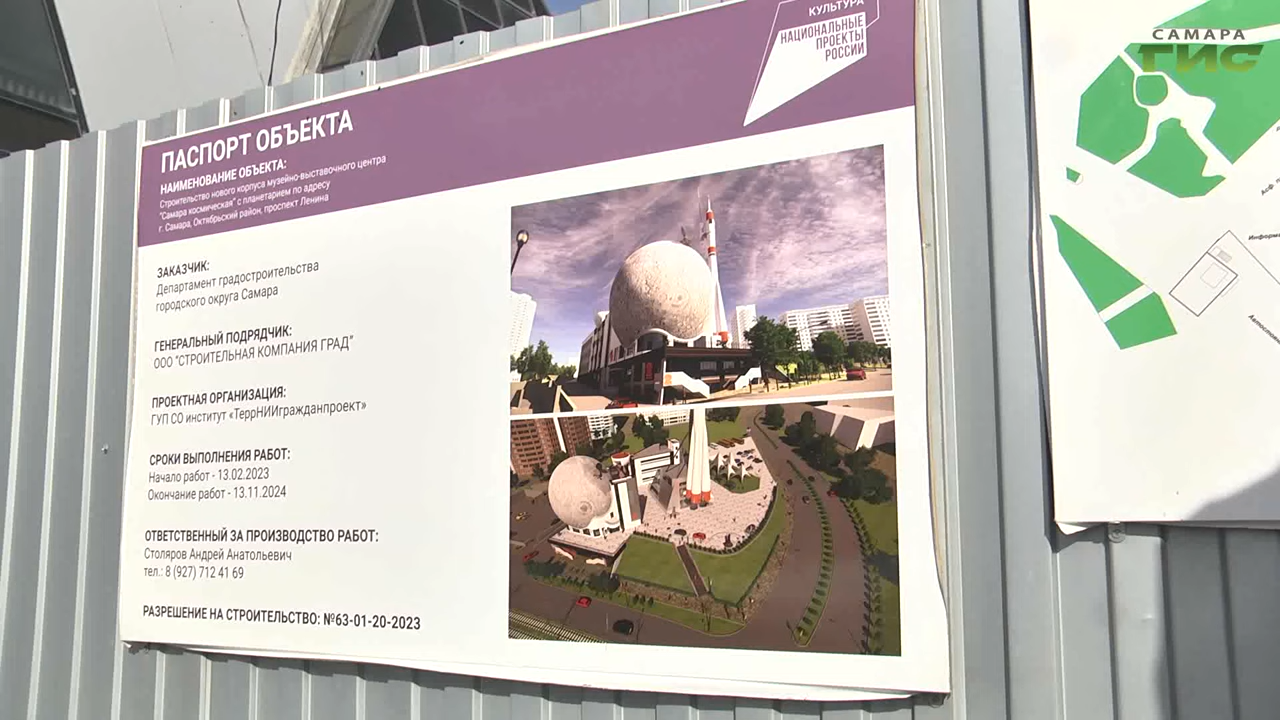 КУЛЬТУРА
НАЦИОНАЛЬНЫЕ
ПРОЕКТЫ
РОССИИ
САМАРА
ГИС
ПАСПОРТ ОБЪЕКТА
НАИМЕНОВАНИЕ ОБЪЕКТА:
Строительство нового корпуса музейно-выставочного центра
"Самара космическая" с планетарием по адресу
г. Самара, Октябрьский район, проспект Ленина
ЗАКАЗЧИК:
Департамент градостроительства
городского округа Самара
ГЕНЕРАЛЬНЫЙ ПОДРЯДЧИК:
ООО "СТРОИТЕЛЬНАЯ КОМПАНИЯ ГРАД"
ПРОЕКТНАЯ ОРГАНИЗАЦИЯ:
ГУП СО институт «ТеррНИИгражданпроект»
СРОКИ ВЫПОЛНЕНИЯ РАБОТ:
Начало работ - 13.02.2023
Окончание работ - 13.11.2024
ОТВЕТСТВЕННЫЙ ЗА ПРОИЗВОДСТВО РАБОТ:
Столяров Андрей Анатольевич
тел.: 8 (927) 712 41 69
РАЗРЕШЕНИЕ НА СТРОИТЕЛЬСТВО: №63-01-20-2023